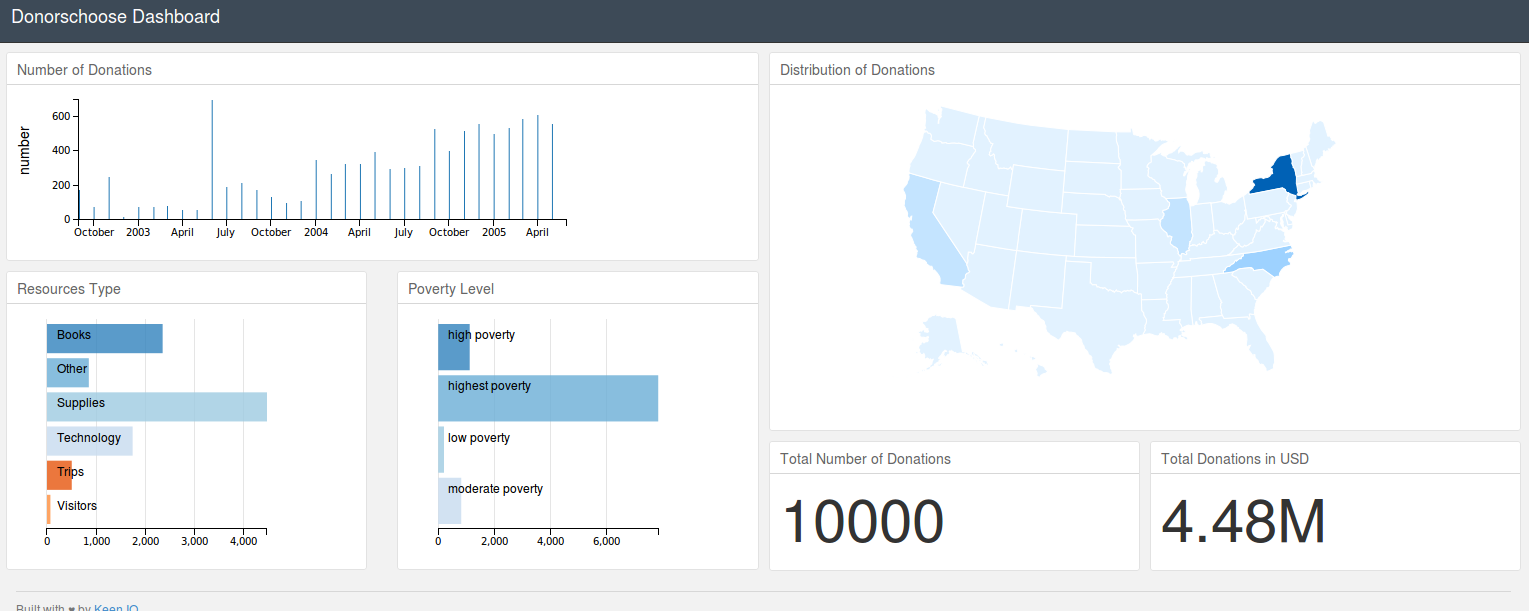 Donorschoose Dashboard
Number of Donations
number
600
400
200
0
October 2003 April July October 2004 April July October 2005 April
Distribution of Donations
Resources Type
Books
Other
Supplies
Technology
Trips
Visitors
0 1,000 2,000 3,000 4,000
Poverty Level
high poverty
highest poverty
low poverty
moderate poverty
0 2,000 4,000 6,000
Total Number of Donations
10000
Total Donations in USD
4.48M
Built with ♥ by Keen IO